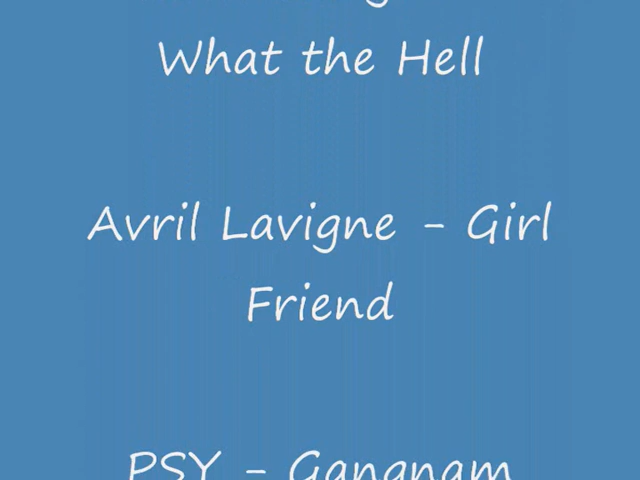 What the Hell
Avril Lavigne - Girl
Friend
PSY - Gangnam